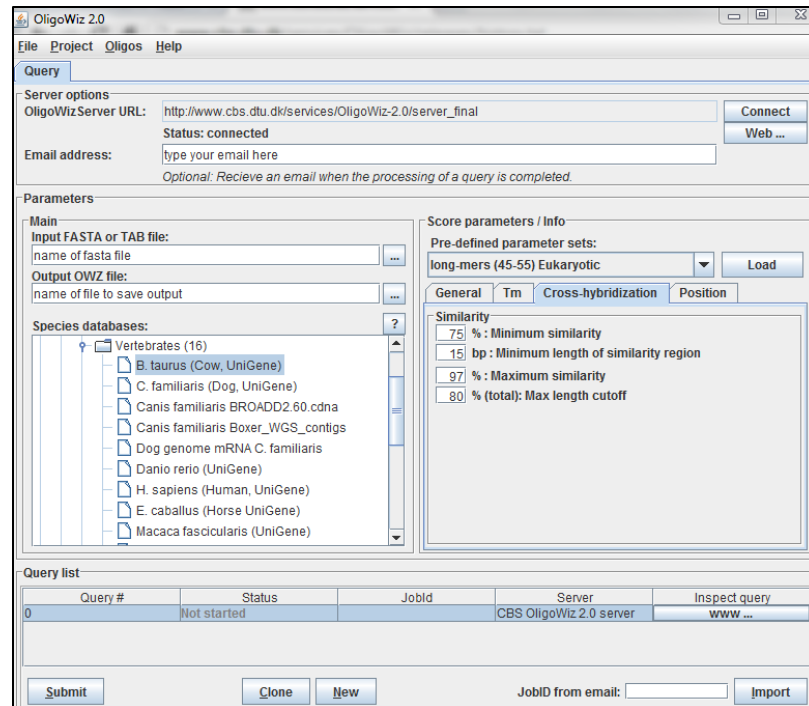 OligoWiz 2.0
File Project Oligos Help
Query
Server options
OligoWizServer URL: http://www.cbs.dtu.dk/services/OligoWiz-2.0/server_final Connect
Status: connected Web ...
Email address: type your email here
Optional: Recieve an email when the processing of a query is completed.
Parameters
Main
Input FASTA or TAB file:
name of fasta file ...
Output OWZ file:
name of file to save output ...
Species databases: ?
Vertebrates (16)
B. taurus (Cow, UniGene)
C. familiaris (Dog, UniGene)
Canis familiaris BROADD2.60.cdna
Canis familiaris Boxer_WGS_contigs
Dog genome mRNA C. familiaris
Danio rerio (UniGene)
H. sapiens (Human, UniGene)
E. caballus (Horse UniGene)
Macaca fascicularis (UniGene)
Score parameters / Info
Pre-defined parameter sets:
long-mers (45-55) Eukaryotic Load
General Tm Cross-hybridization Position
Similarity
75 % : Minimum similarity
15 bp : Minimum length of similarity region
97 % : Maximum similarity
80 % (total): Max length cutoff
Query list
Query # Status JobId Server Inspect query
0 Not started CBS OligoWiz 2.0 server www ...
Submit Clone New JobID from email: Import